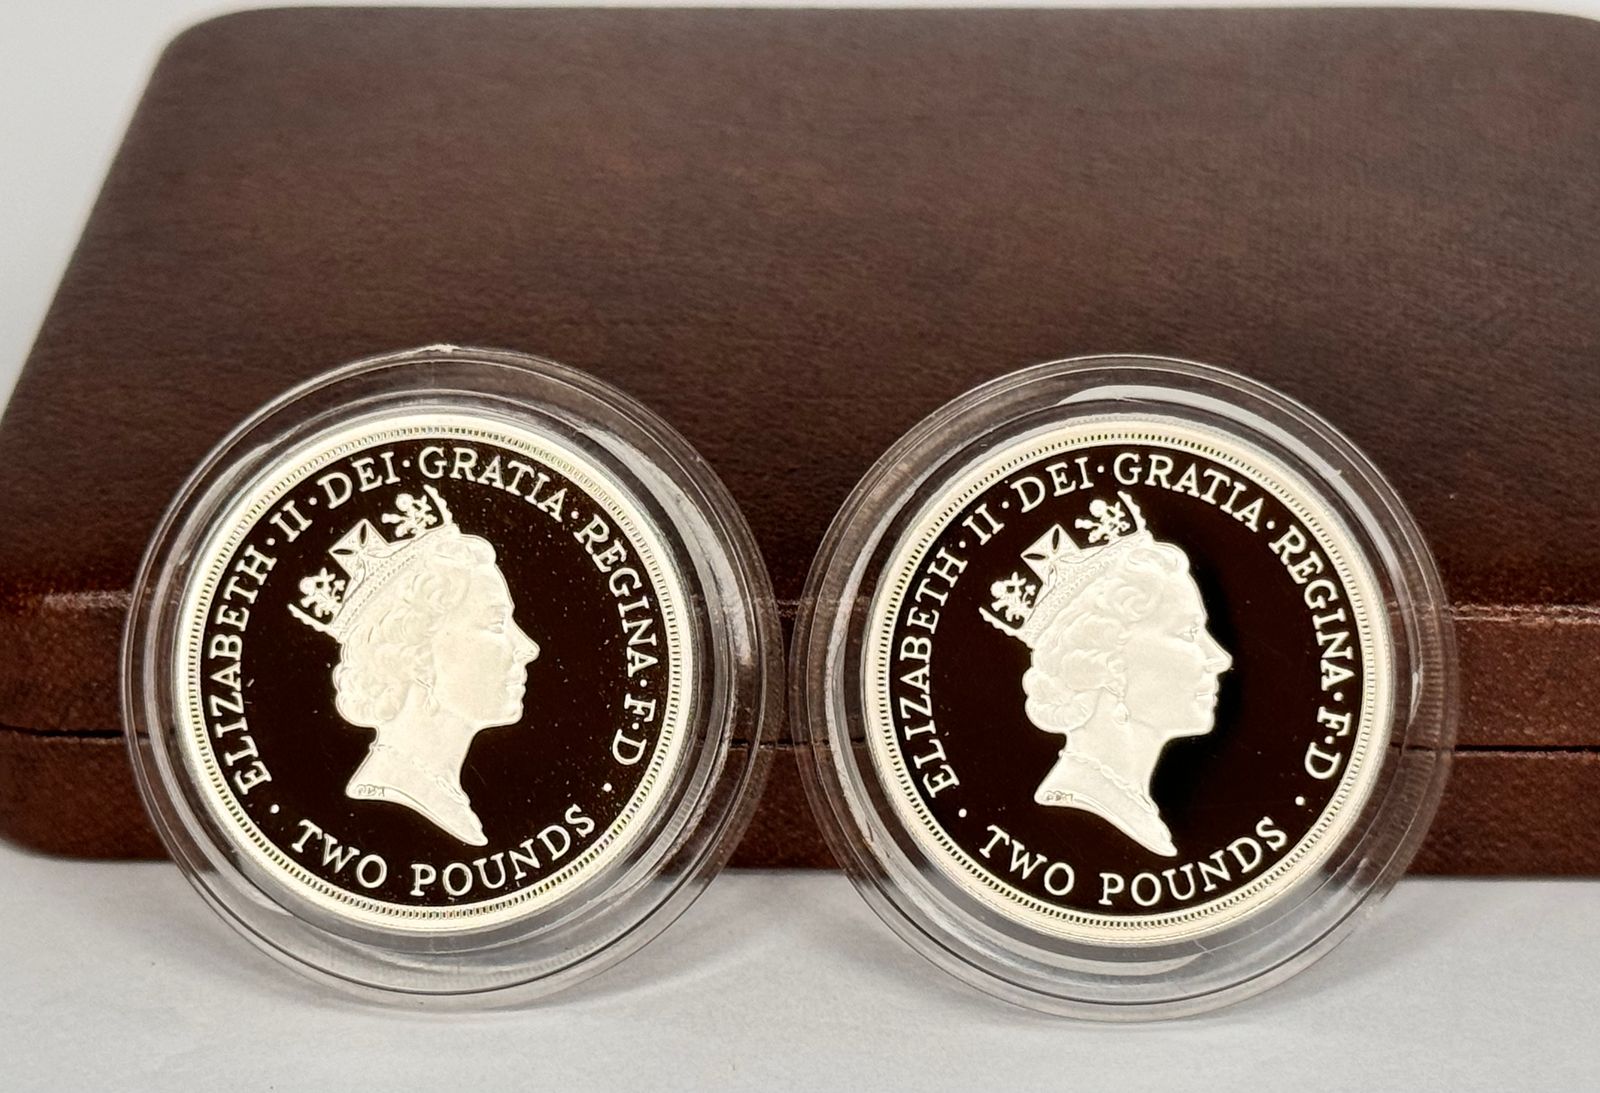 ELIZABETH·II·DEI·GRATIA·REGINA·F·D·
TWO POUNDS·
ELIZABETH·II·DEI·GRATIA·REGINA·F·D·
TWO POUNDS·